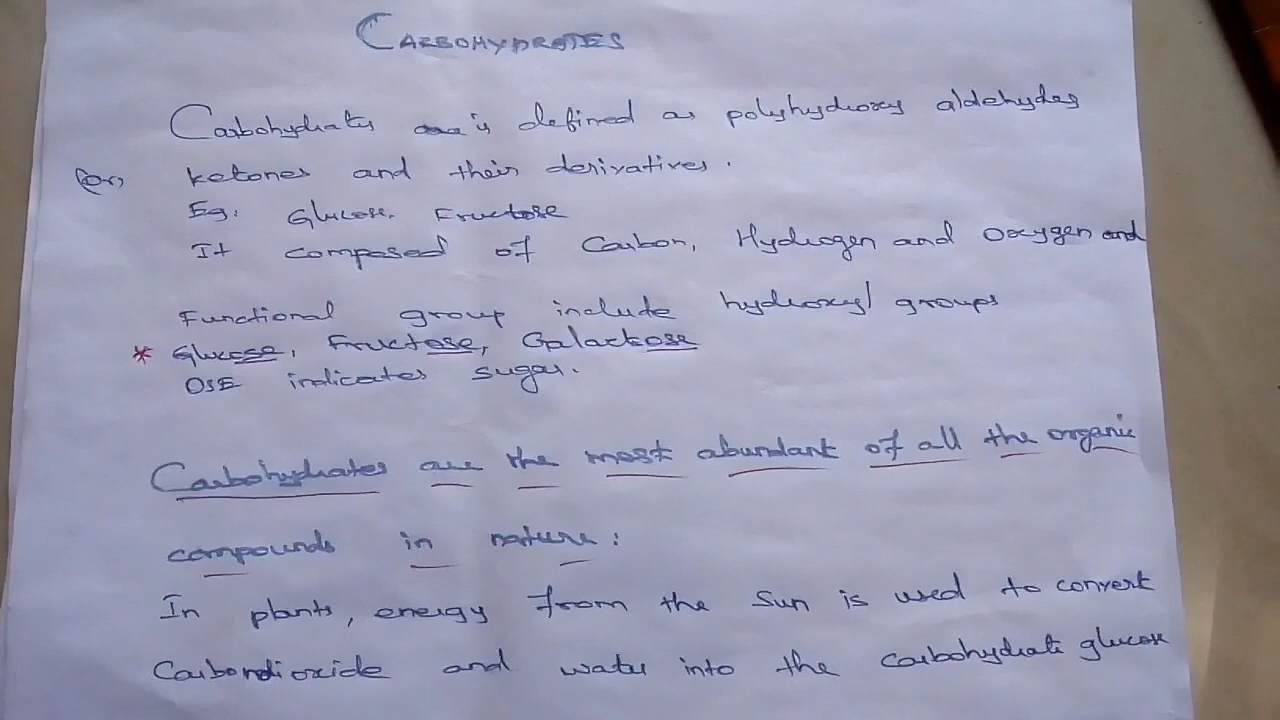 CARBOHYDRATES
Carbohydrates is defined as polyhydroxy aldehydes
(or) ketones and their derivatives.
Eg: Glucose, Fructose
It composed of Carbon, Hydrogen and Oxygen and
Functional group include hydroxyl groups
* Glucose, Fructose, Galactose
OSE indicates sugar.
Carbohydrates are the most abundant of all the organic
compounds in nature:
In plants, energy from the Sun is used to convert
Carbondioxide and water into the carbohydrate glucose